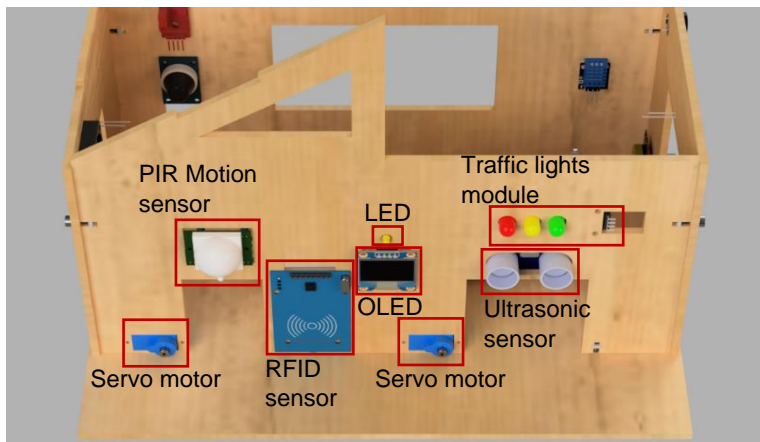 PIR Motion
sensor
Traffic lights
module
LED
OLED
Ultrasonic
sensor
Servo motor
RFID
sensor
Servo motor